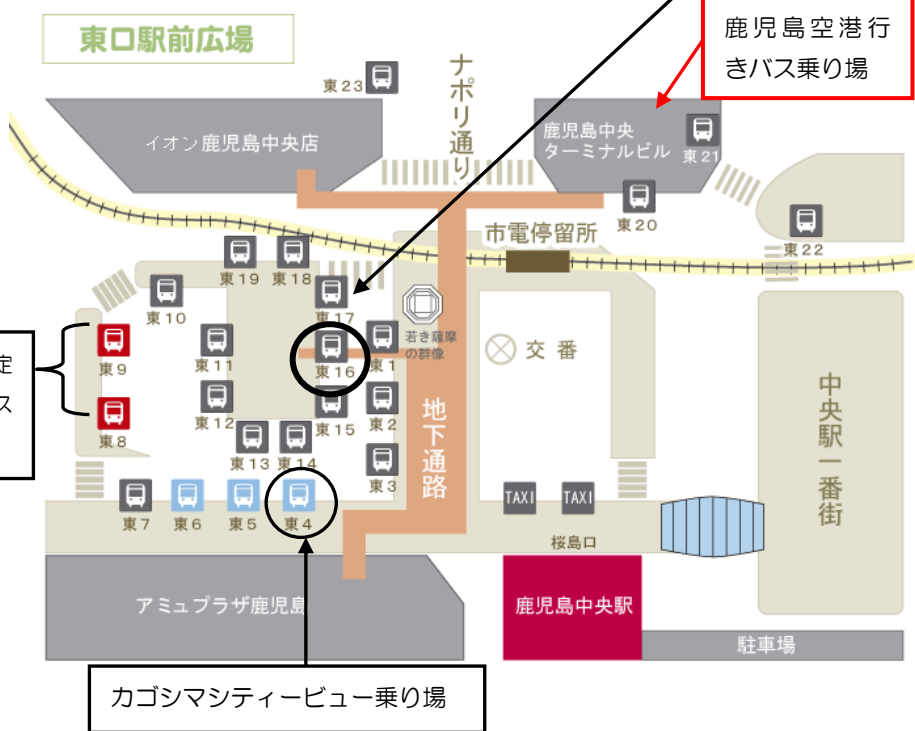 東口駅前広場
鹿児島空港行
きバス乗り場
東23
ナポリ通り
イオン鹿児島中央店
鹿児島中央
ターミナルビル
東21
東20
市電停留所
東22
東19
東18
東17
東10
若き薩摩
の群像
東1
東16
東11
交番
東9
定
ス
東8
東12
東15
東2
地下通路
中央駅一番街
東13
東14
東3
東7
東6
東5
東4
TAXI
TAXI
桜島口
アミュプラザ鹿児島
鹿児島中央駅
駐車場
カゴシマシティービュー乗り場